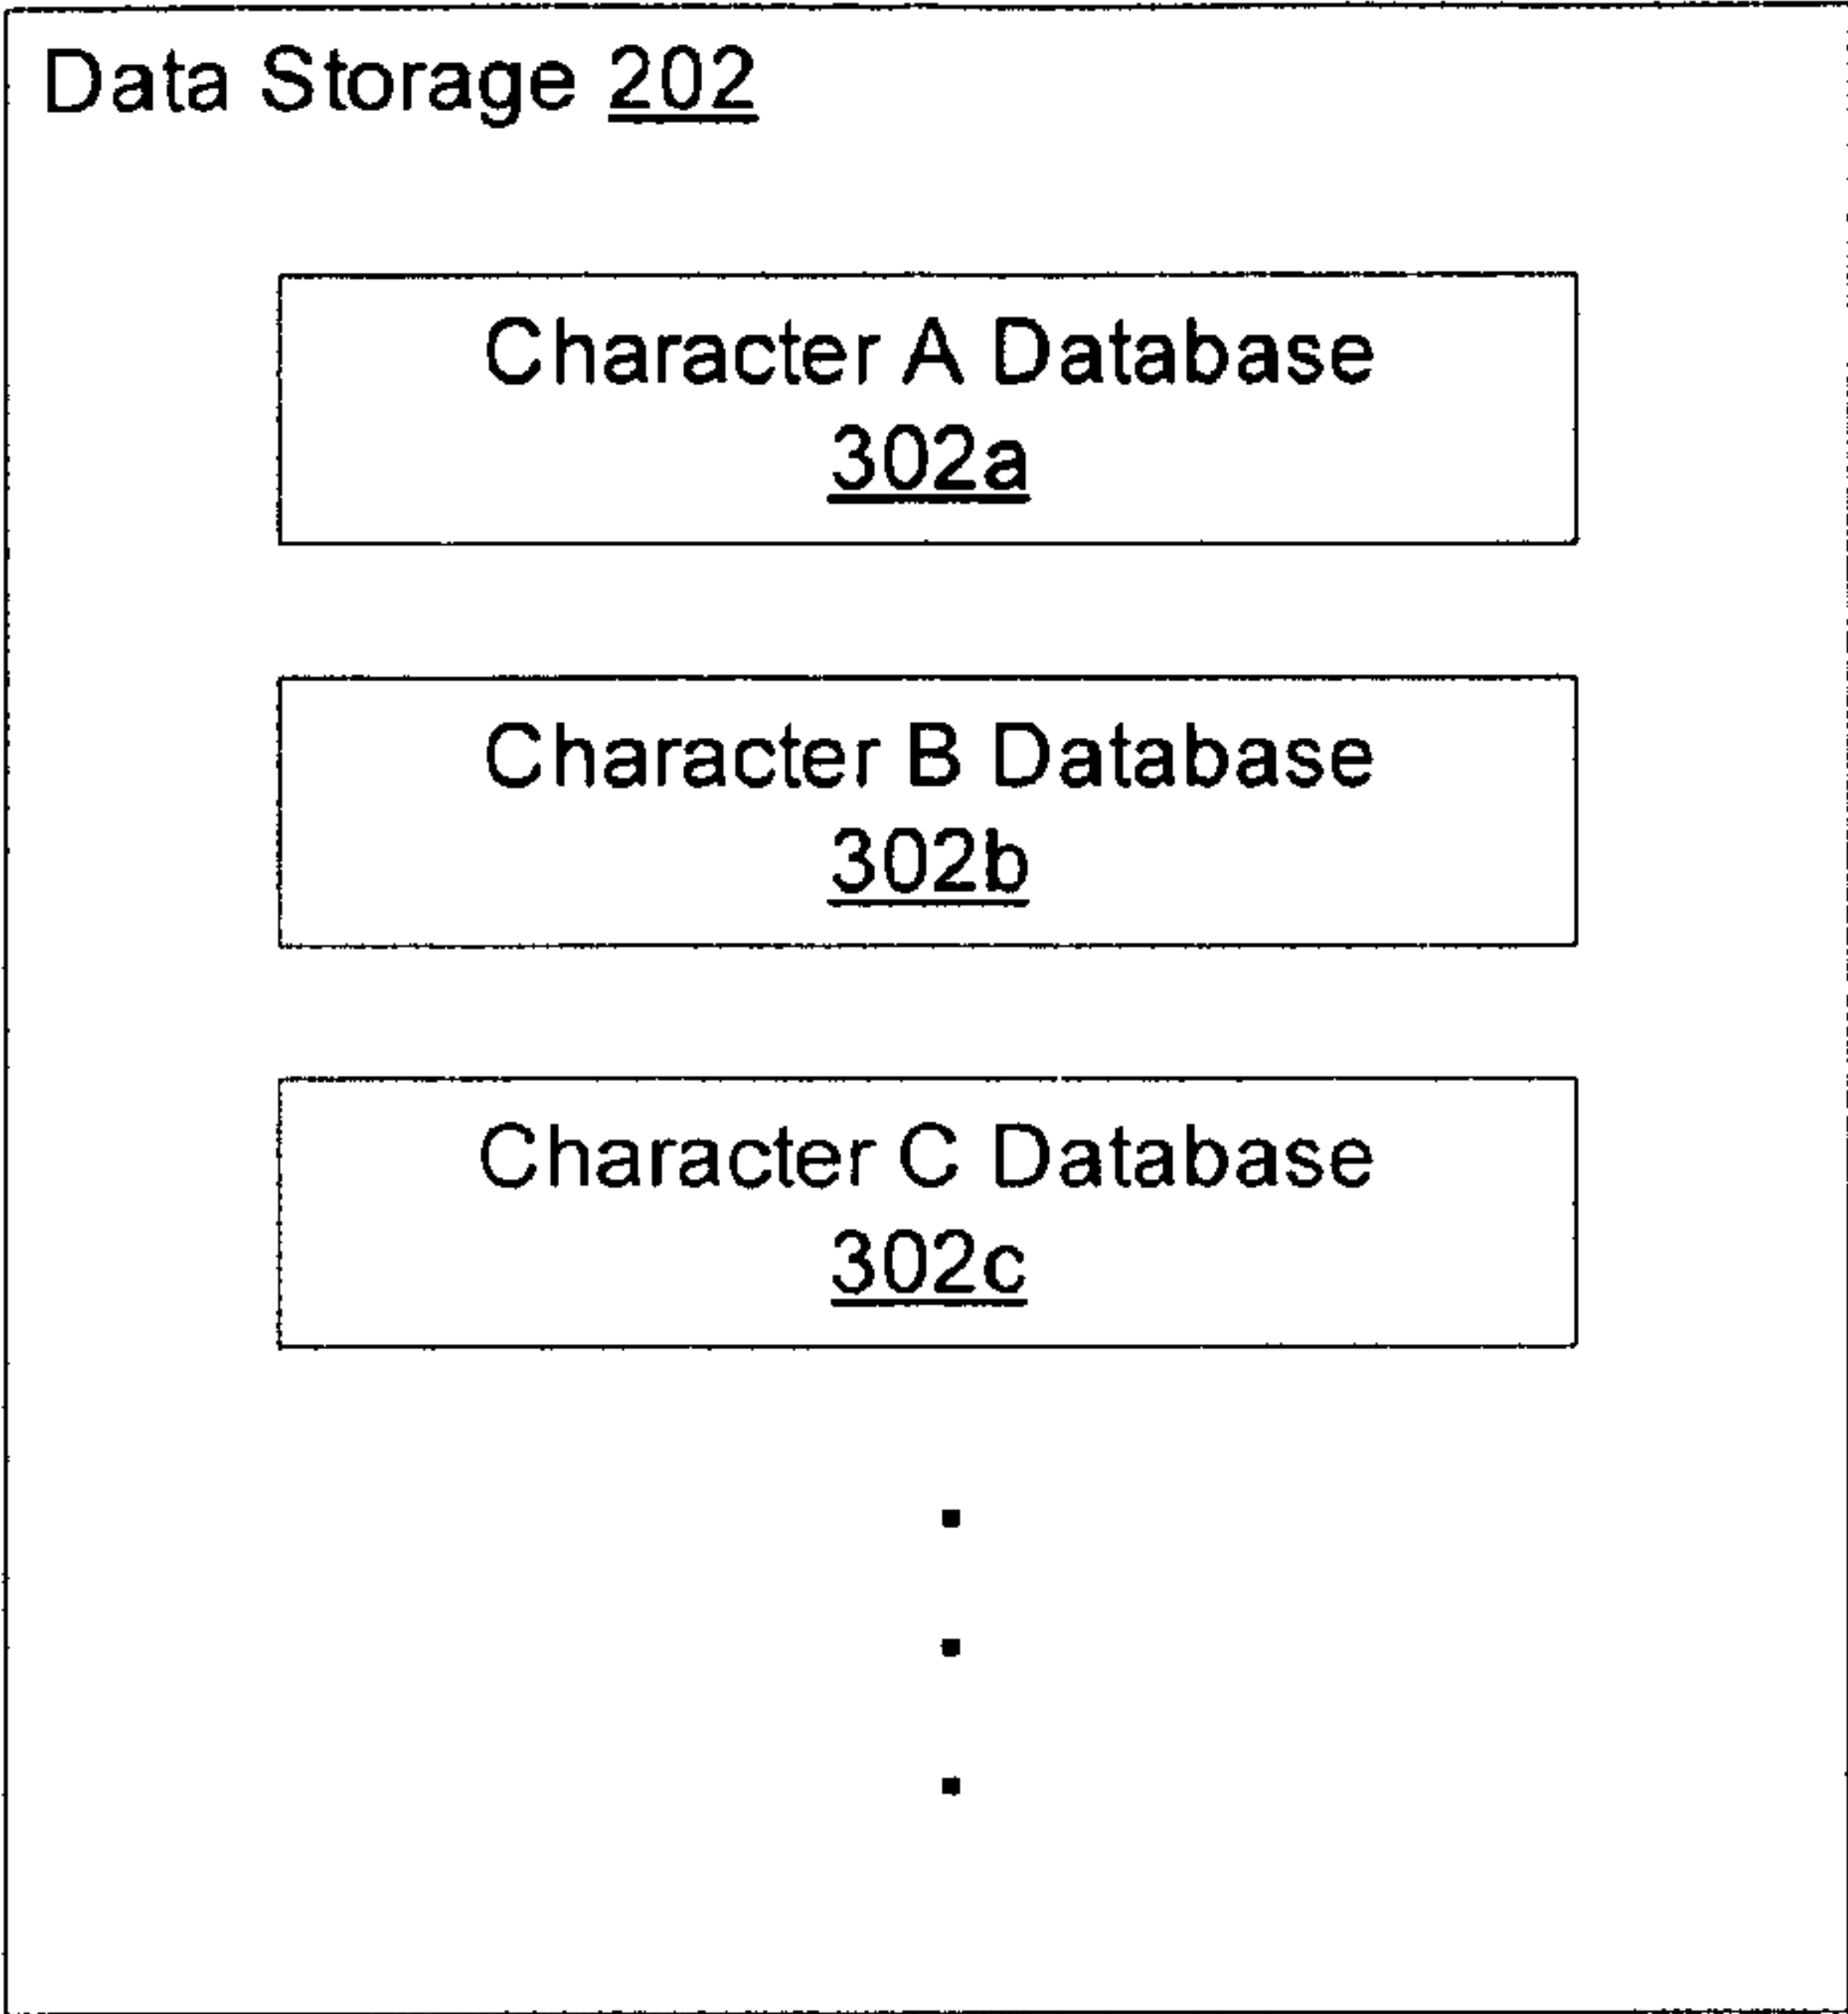 Data Storage 202
Character A Database
302a
Character B Database
302b
Character C Database
302c